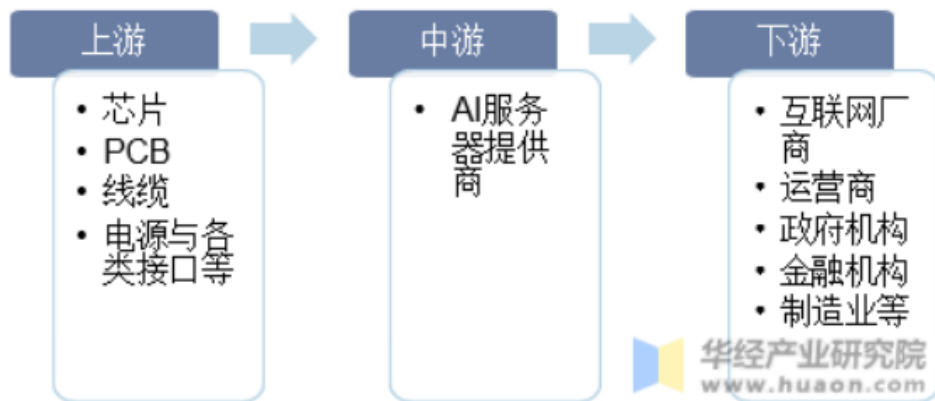 上游
中游
下游
• 芯片
• PCB
• 线缆
• 电源与各
类接口等
• AI服务
器提供
商
• 互联网厂
商
• 运营商
• 政府机构
• 金融机构
• 制造业等
华经产业研究院
www.huaon.com